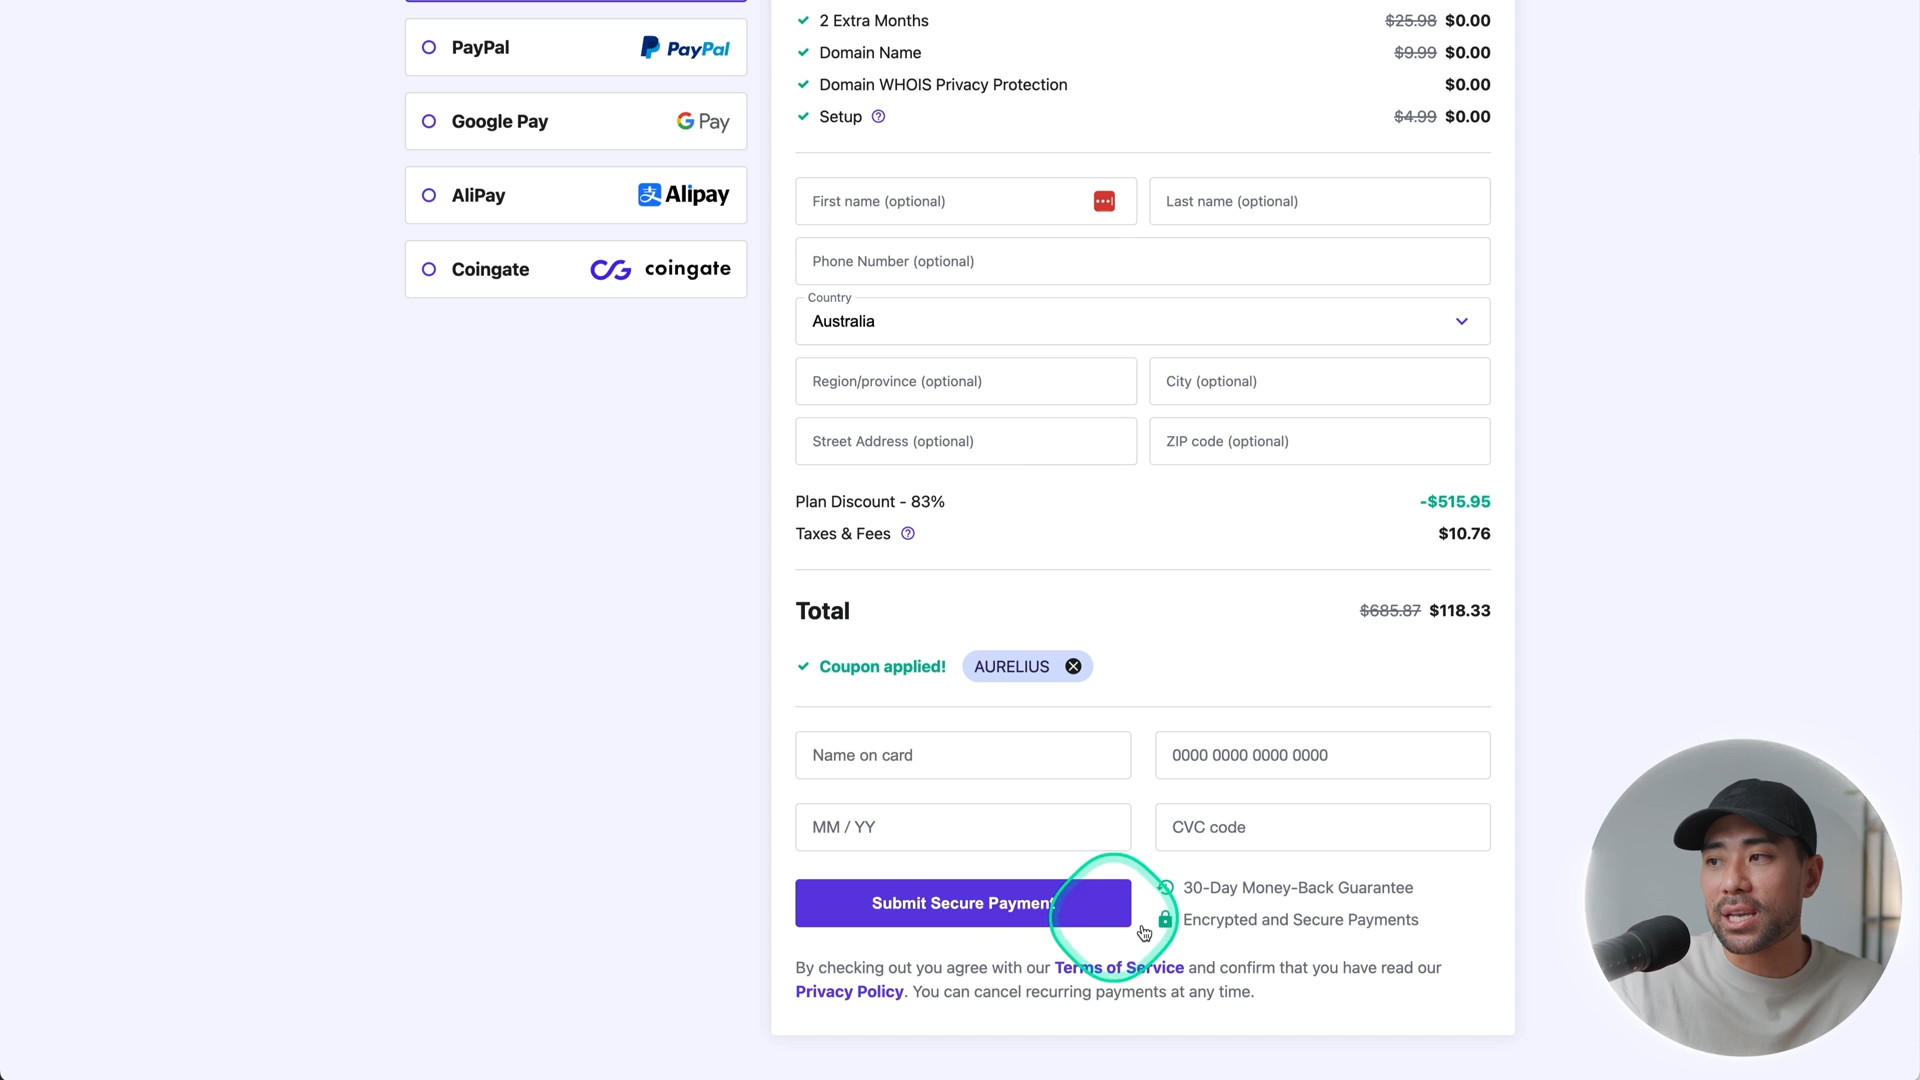 PayPal PayPal
Google Pay G Pay
AliPay 支 Alipay
Coingate coingate
2 Extra Months $25.98 $0.00
Domain Name $9.99 $0.00
Domain WHOIS Privacy Protection $0.00
Setup $4.99 $0.00
First name (optional)
Last name (optional)
Phone Number (optional)
Country
Australia
Region/province (optional)
City (optional)
Street Address (optional)
ZIP code (optional)
Plan Discount - 83% -$515.95
Taxes & Fees $10.76
Total $685.87 $118.33
Coupon applied! AURELIUS
Name on card
0000 0000 0000 0000
MM / YY
CVC code
Submit Secure Payment
30-Day Money-Back Guarantee
Encrypted and Secure Payments
By checking out you agree with our Terms of Service and confirm that you have read our
Privacy Policy. You can cancel recurring payments at any time.